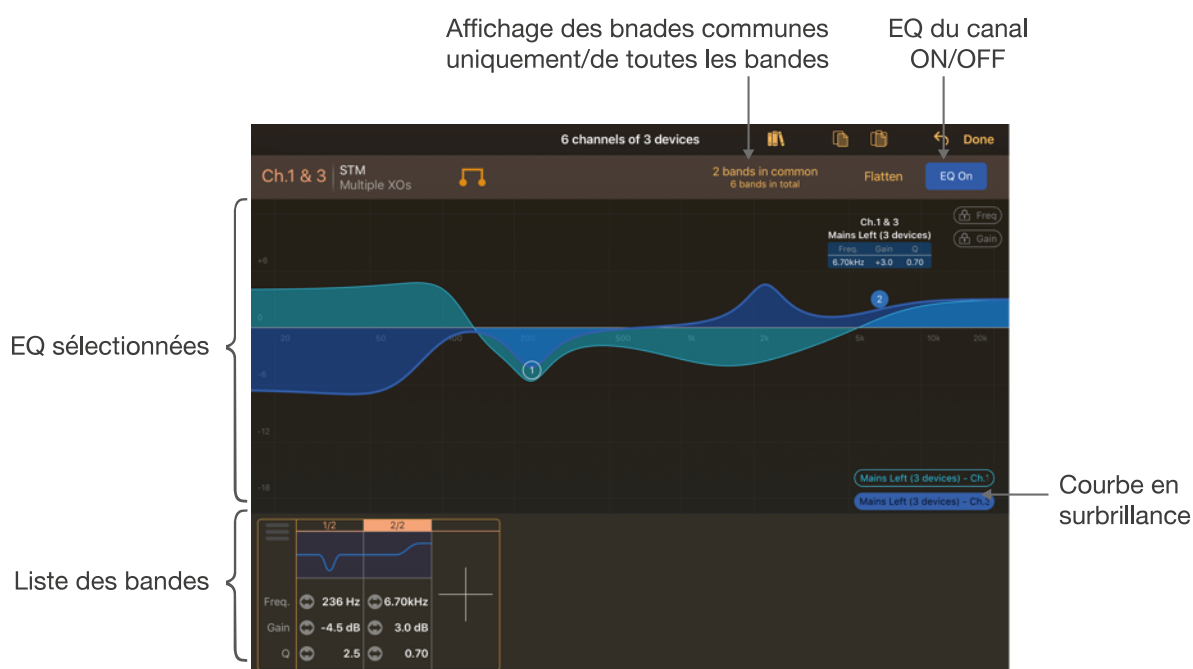 Affichage des bnades communes
uniquement/de toutes les bandes
EQ du canal
ON/OFF
6 channels of 3 devices
Done
Ch.1 & 3
STM
Multiple XOs
2 bands in common
6 bands in total
Flatten
EQ On
Ch.1 & 3
Mains Left (3 devices)
Freq. Gain Q
6.70kHz +3.0 0.70
Freq
Gain
+6
0
20 50 100 200 500 1k 2k 5k 10k 20k
-6
-12
-18
EQ sélectionnées
Mains Left (3 devices) - Ch.1
Mains Left (3 devices) - Ch.3
Courbe en
surbrillance
1
2
Liste des bandes
1/2 2/2
Freq. 236 Hz 6.70kHz
Gain -4.5 dB 3.0 dB
Q 2.5 0.70